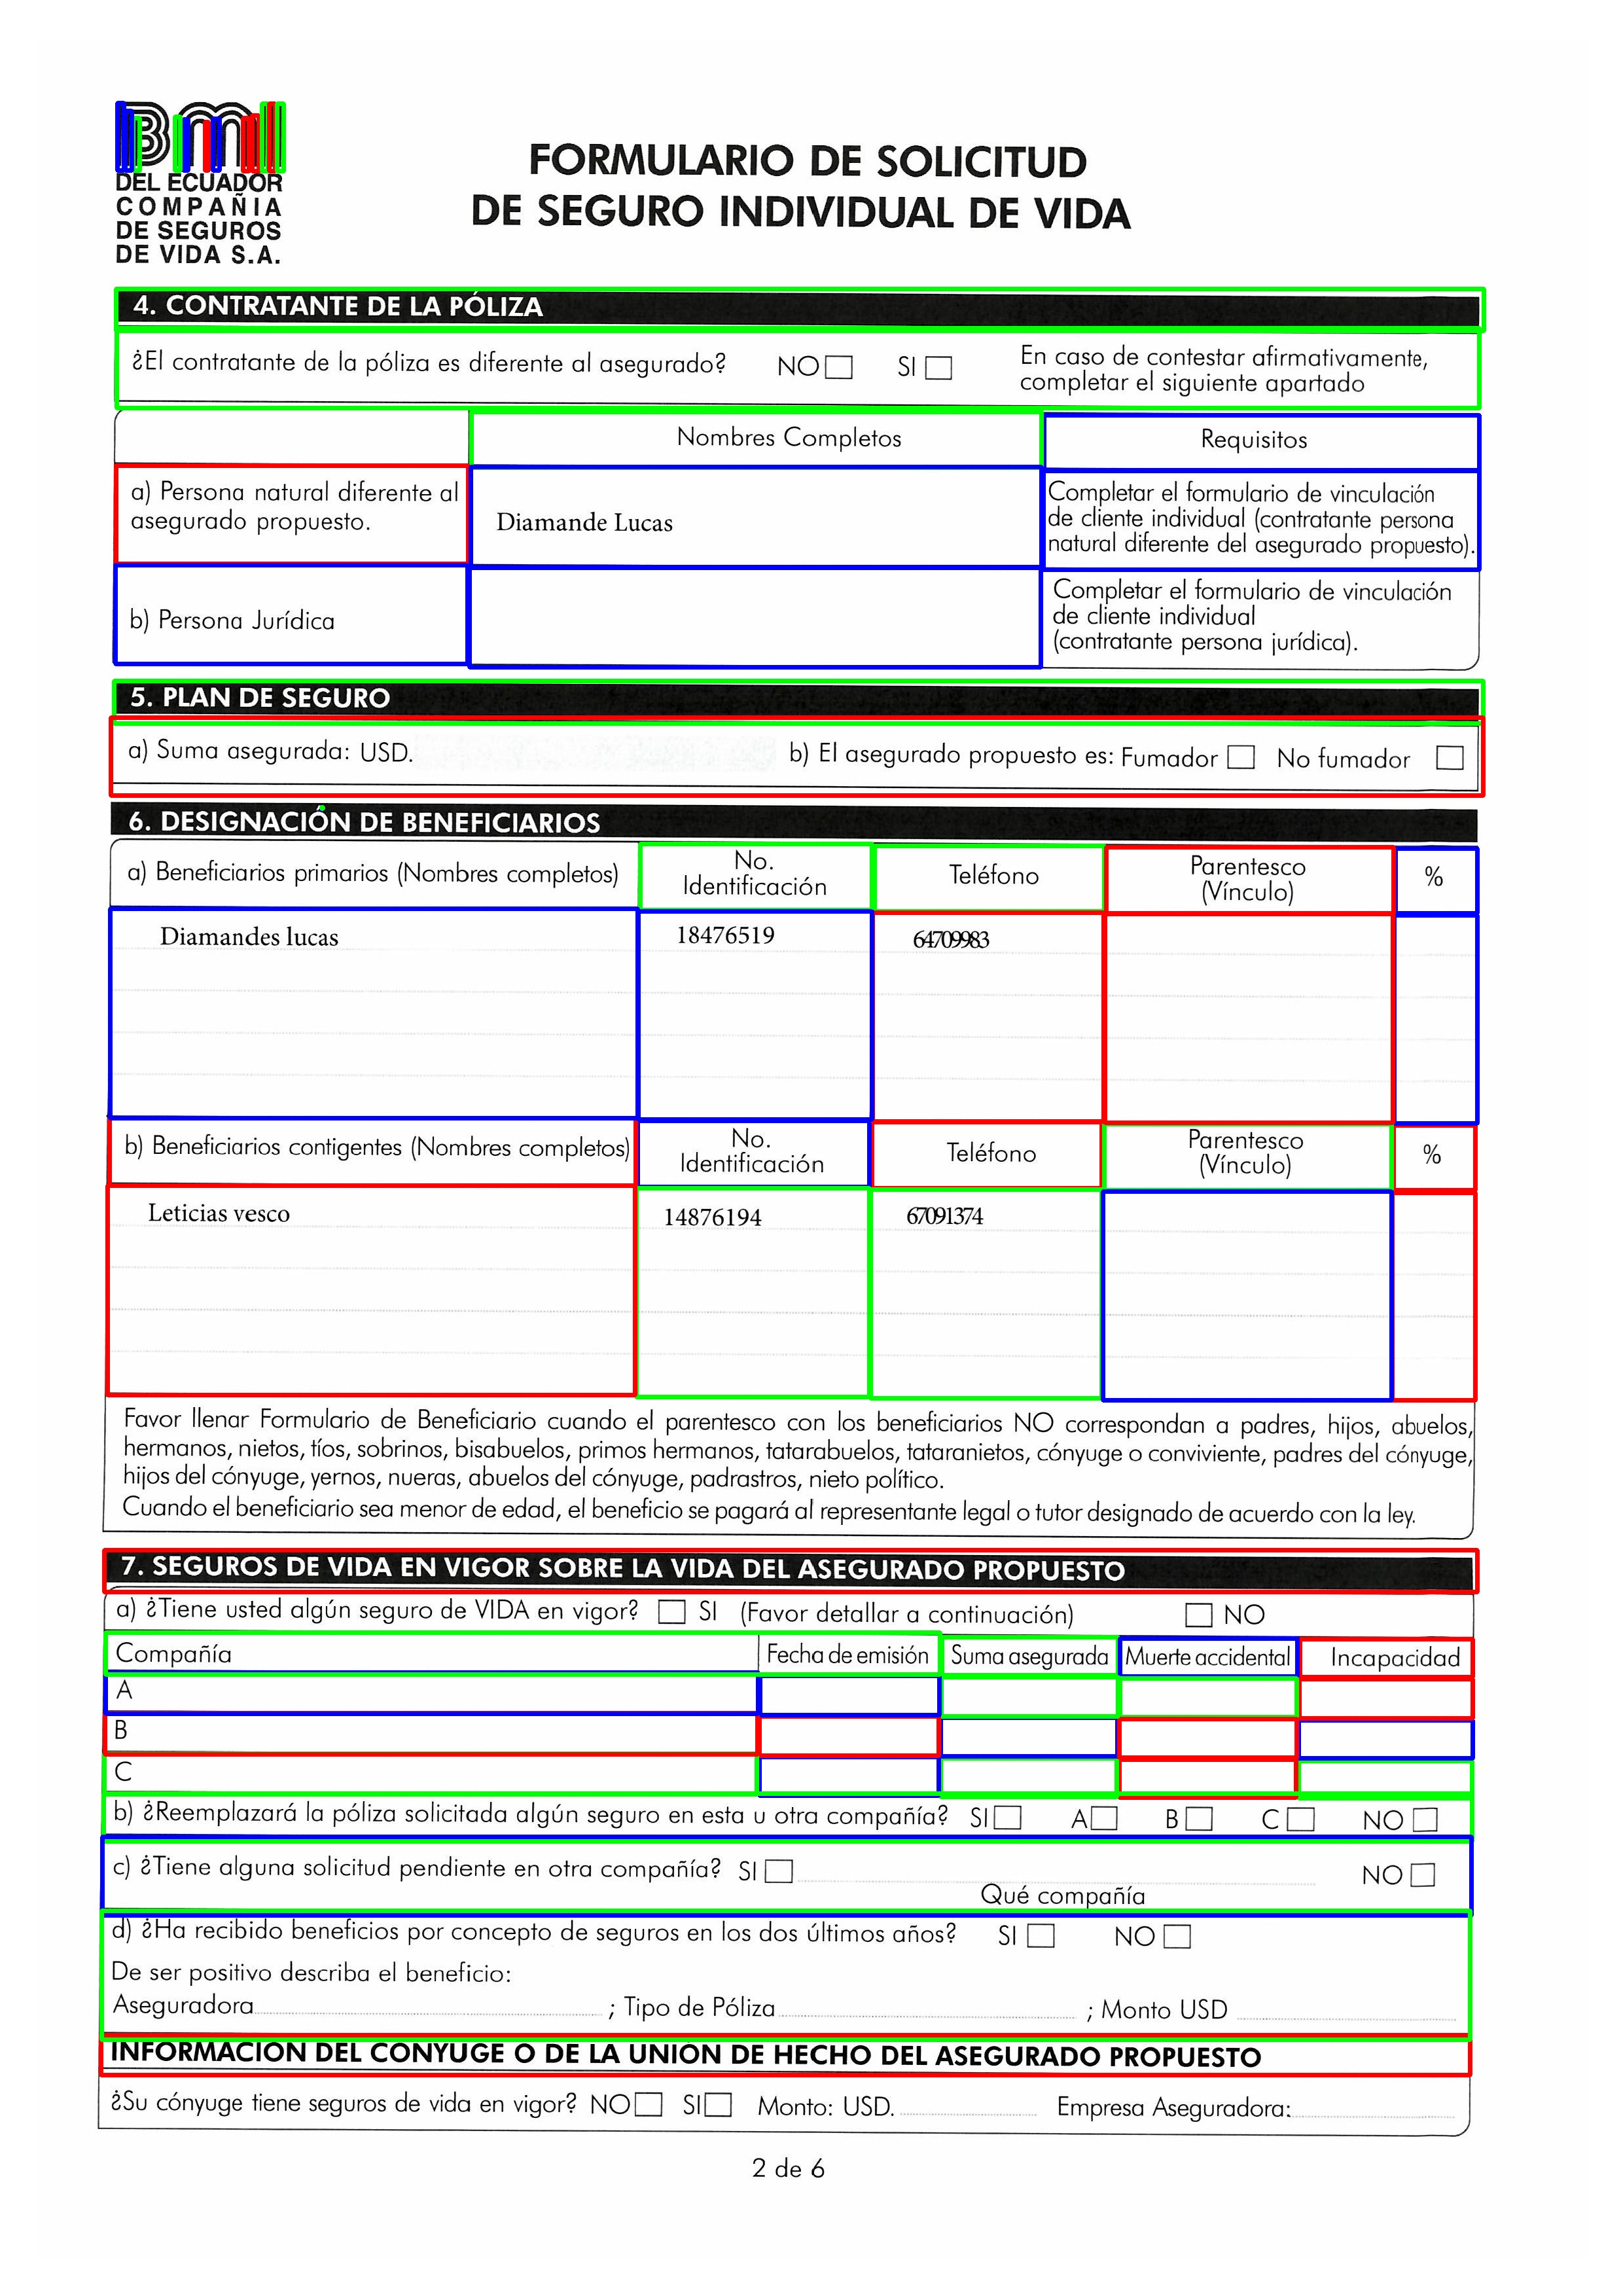 Bmi
DEL ECUADOR
COMPAÑIA
DE SEGUROS
DE VIDA S.A.
FORMULARIO DE SOLICITUD
DE SEGURO INDIVIDUAL DE VIDA
4. CONTRATANTE DE LA PÓLIZA
¿El contratante de la póliza es diferente al asegurado? NO SI En caso de contestar afirmativamente,
completar el siguiente apartado
Nombres Completos Requisitos
a) Persona natural diferente al
asegurado propuesto.
Diamande Lucas
Completar el formulario de vinculación
de cliente individual (contratante persona
natural diferente del asegurado propuesto).
b) Persona Jurídica
Completar el formulario de vinculación
de cliente individual
(contratante persona jurídica).
5. PLAN DE SEGURO
a) Suma asegurada: USD. b) El asegurado propuesto es: Fumador No fumador
6. DESIGNACIÓN DE BENEFICIARIOS
a) Beneficiarios primarios (Nombres completos) No. Identificación Teléfono Parentesco (Vínculo) %
Diamandes lucas 18476519 64709983
b) Beneficiarios contigentes (Nombres completos) No. Identificación Teléfono Parentesco (Vínculo) %
Leticias vesco 14876194 67091374
Favor llenar Formulario de Beneficiario cuando el parentesco con los beneficiarios NO correspondan a padres, hijos, abuelos,
hermanos, nietos, tíos, sobrinos, bisabuelos, primos hermanos, tatarabuelos, tataranietos, cónyuge o conviviente, padres del cónyuge,
hijos del cónyuge, yernos, nueras, abuelos del cónyuge, padrastros, nieto político.
Cuando el beneficiario sea menor de edad, el beneficio se pagará al representante legal o tutor designado de acuerdo con la ley.
7. SEGUROS DE VIDA EN VIGOR SOBRE LA VIDA DEL ASEGURADO PROPUESTO
a) ¿Tiene usted algún seguro de VIDA en vigor? SI (Favor detallar a continuación) NO
Compañía Fecha de emisión Suma asegurada Muerte accidental Incapacidad
A
B
C
b) ¿Reemplazará la póliza solicitada algún seguro en esta u otra compañía? SI A B C NO
c) ¿Tiene alguna solicitud pendiente en otra compañía? SI NO
Qué compañía
d) ¿Ha recibido beneficios por concepto de seguros en los dos últimos años? SI NO
De ser positivo describa el beneficio:
Aseguradora ; Tipo de Póliza ; Monto USD
INFORMACION DEL CONYUGE O DE LA UNION DE HECHO DEL ASEGURADO PROPUESTO
¿Su cónyuge tiene seguros de vida en vigor? NO SI Monto: USD. Empresa Aseguradora:
2 de 6